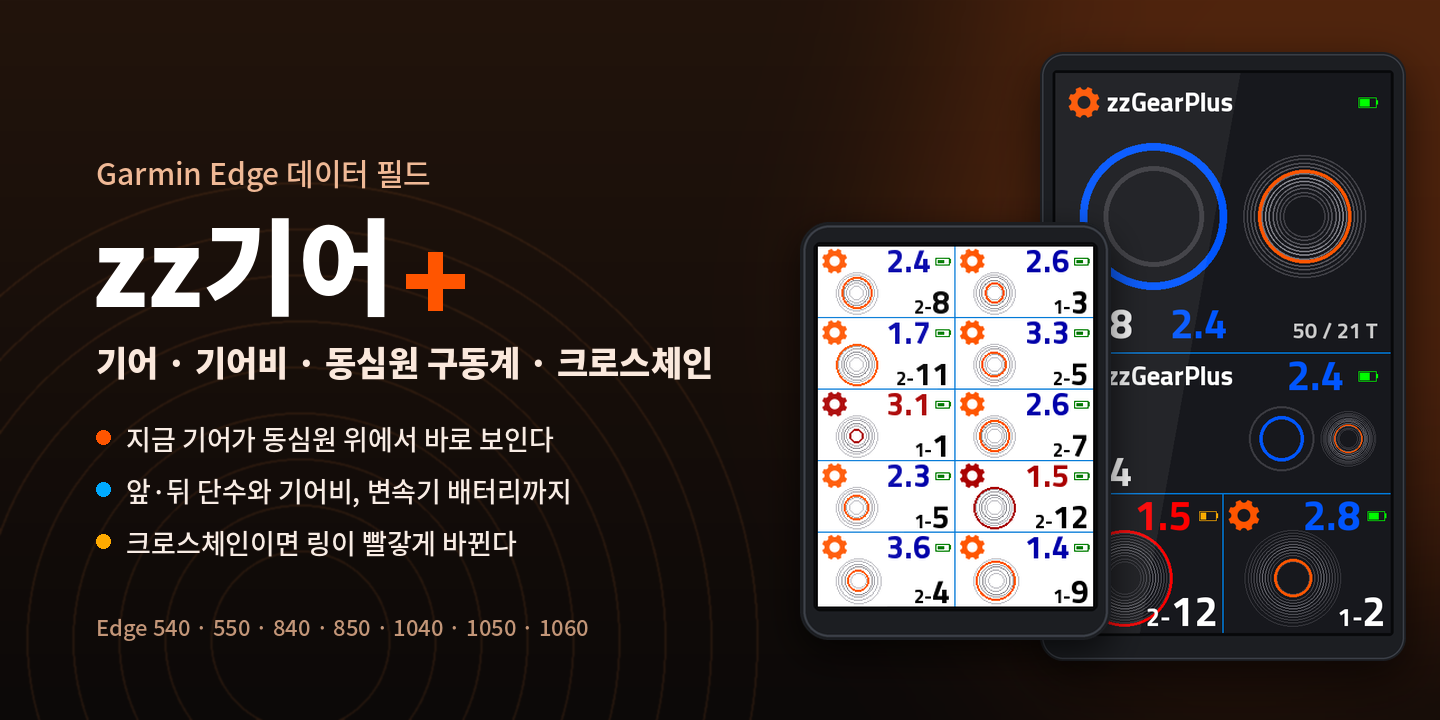 Garmin Edge 데이터 필드
zz기어+
기어 · 기어비 · 동심원 구동계 · 크로스체인
지금 기어가 동심원 위에서 바로 보인다
앞·뒤 단수와 기어비, 변속기 배터리까지
크로스체인이면 링이 빨갛게 바뀐다
Edge 540 · 550 · 840 · 850 · 1040 · 1050 · 1060
2.4
2-8
2.6
1-3
1.7
2-11
3.3
2-5
3.1
1-1
2.6
2-7
2.3
1-5
1.5
2-12
3.6
2-4
1.4
1-9
zzGearPlus
8 2.4 50 / 21 T
zzGearPlus 2.4
4
1.5
2-12
2.8
1-2